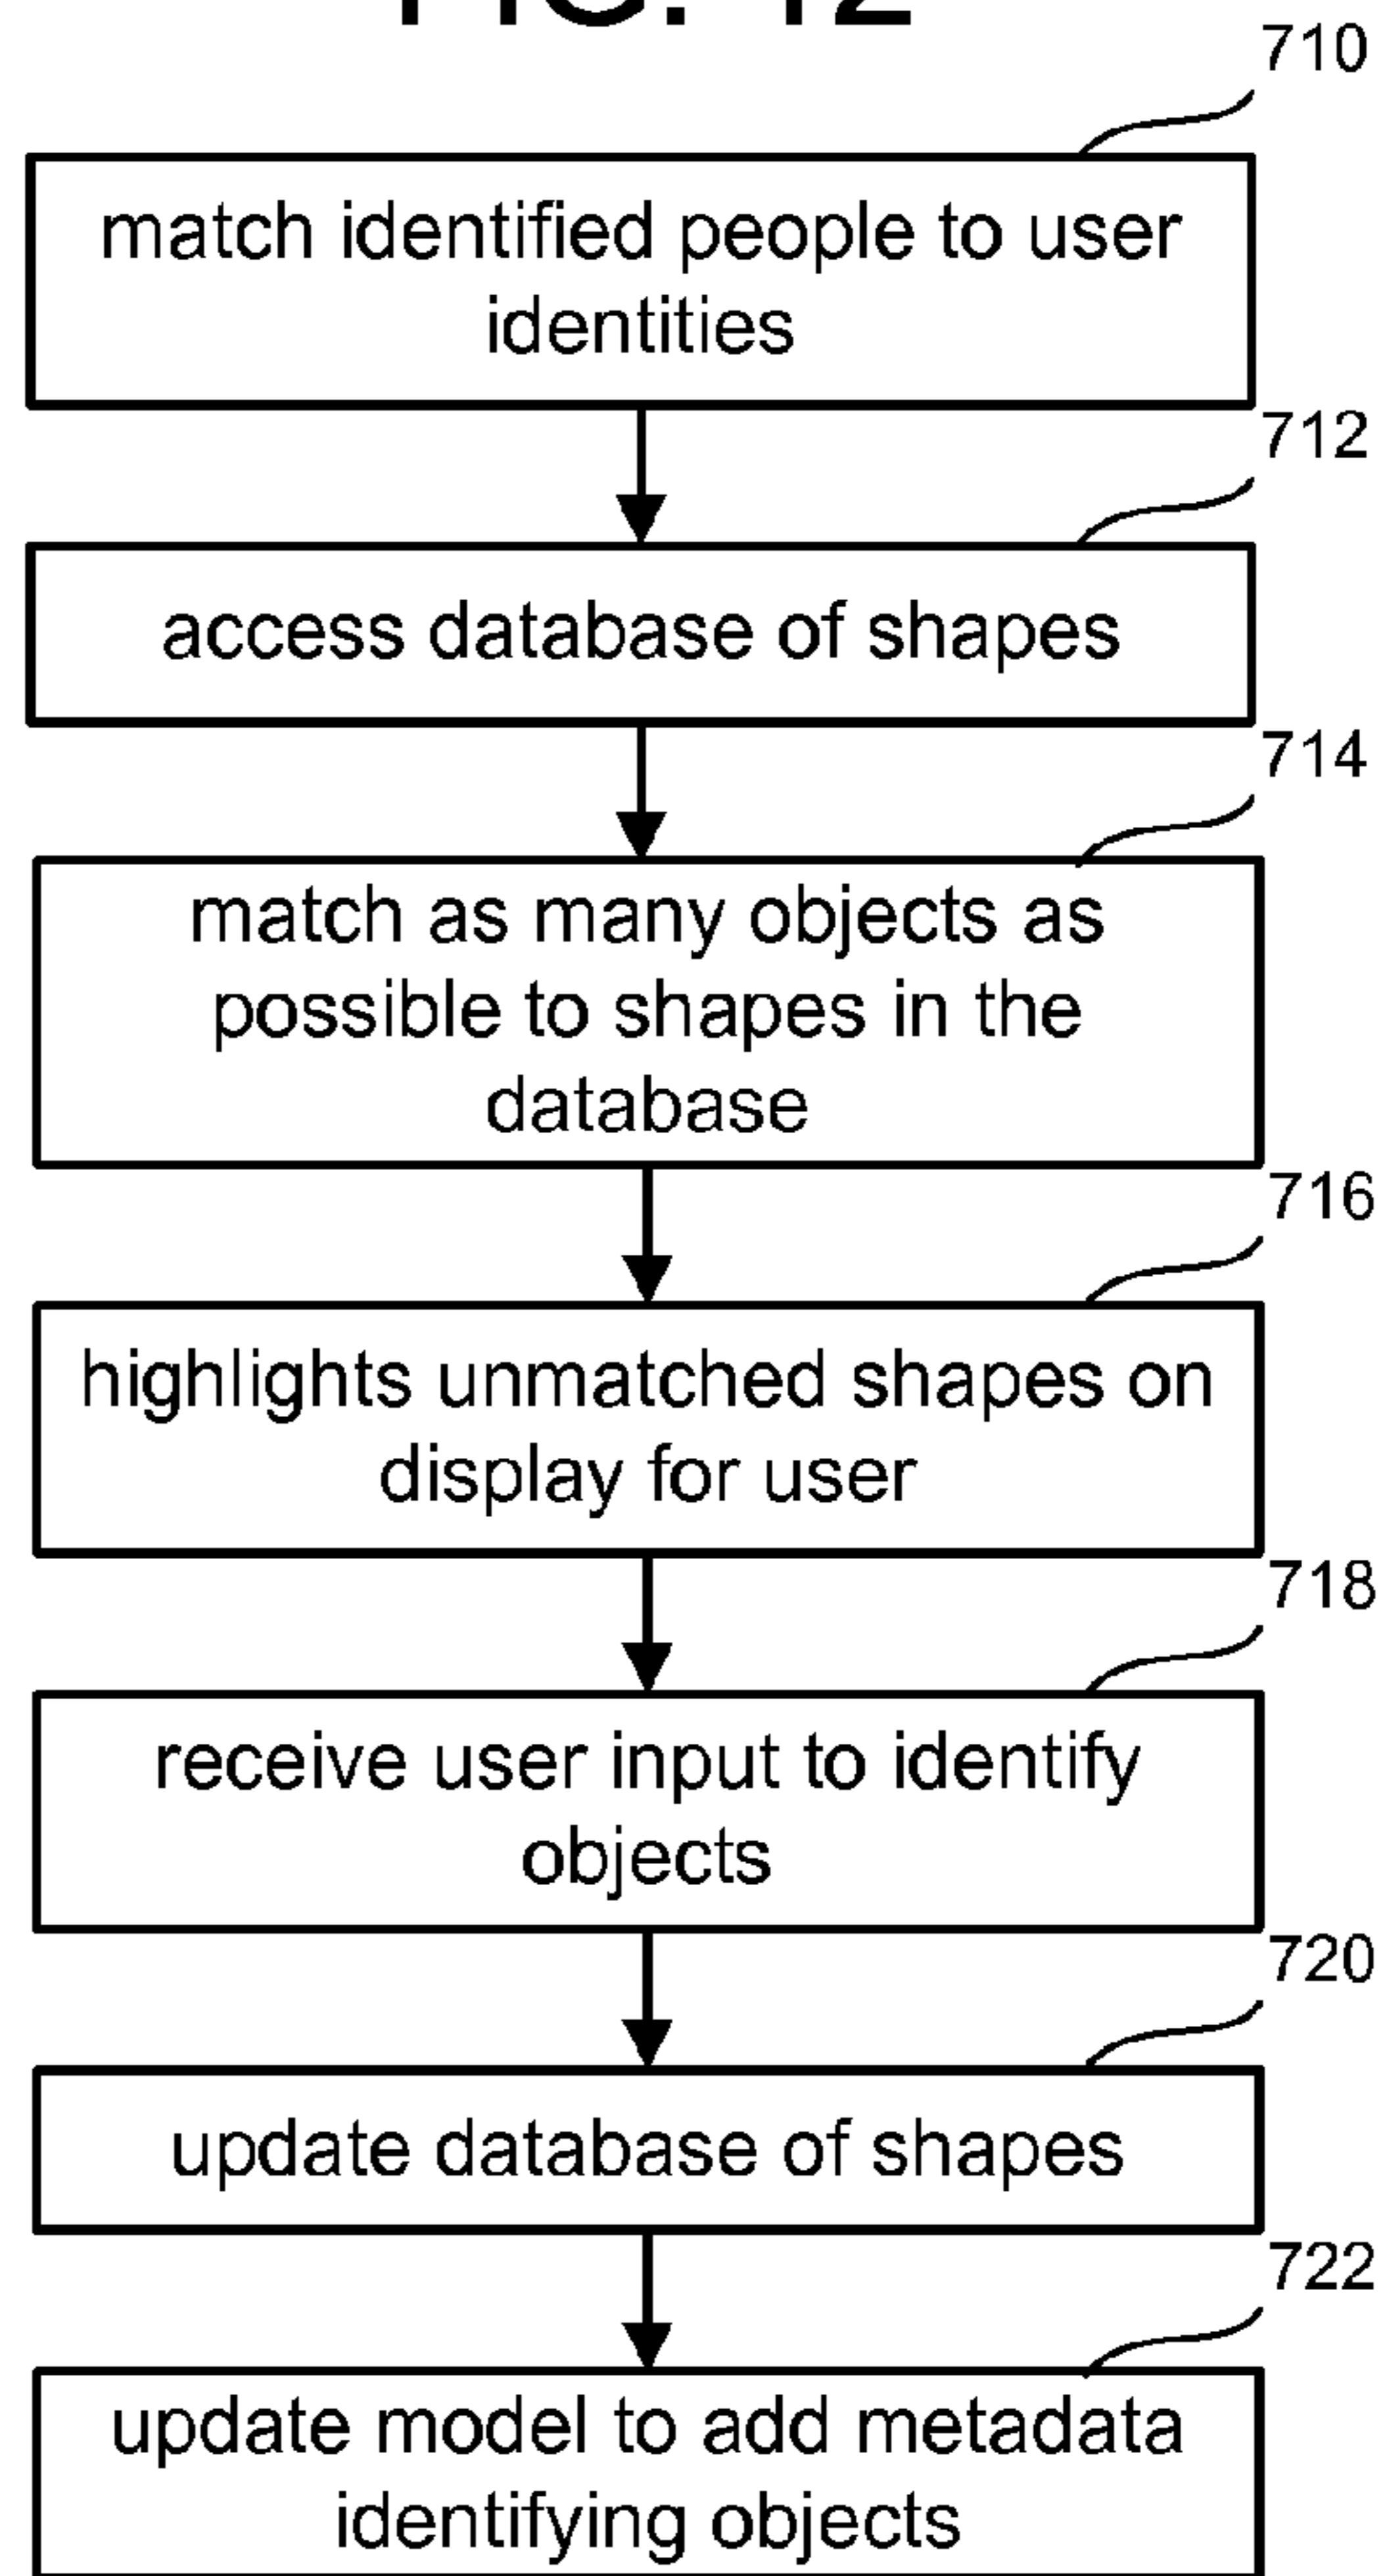 FIG. 12
710
match identified people to user
identities
712
access database of shapes
714
match as many objects as
possible to shapes in the
database
716
highlights unmatched shapes on
display for user
718
receive user input to identify
objects
720
update database of shapes
722
update model to add metadata
identifying objects